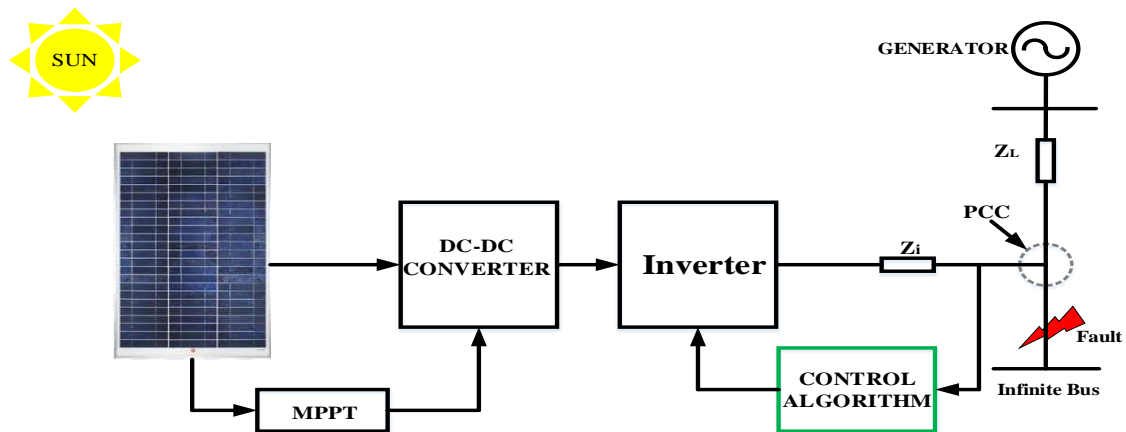 SUN
GENERATOR
ZL
PCC
DC-DC
CONVERTER
Inverter
Zi
Fault
CONTROL
ALGORITHM
Infinite Bus
MPPT